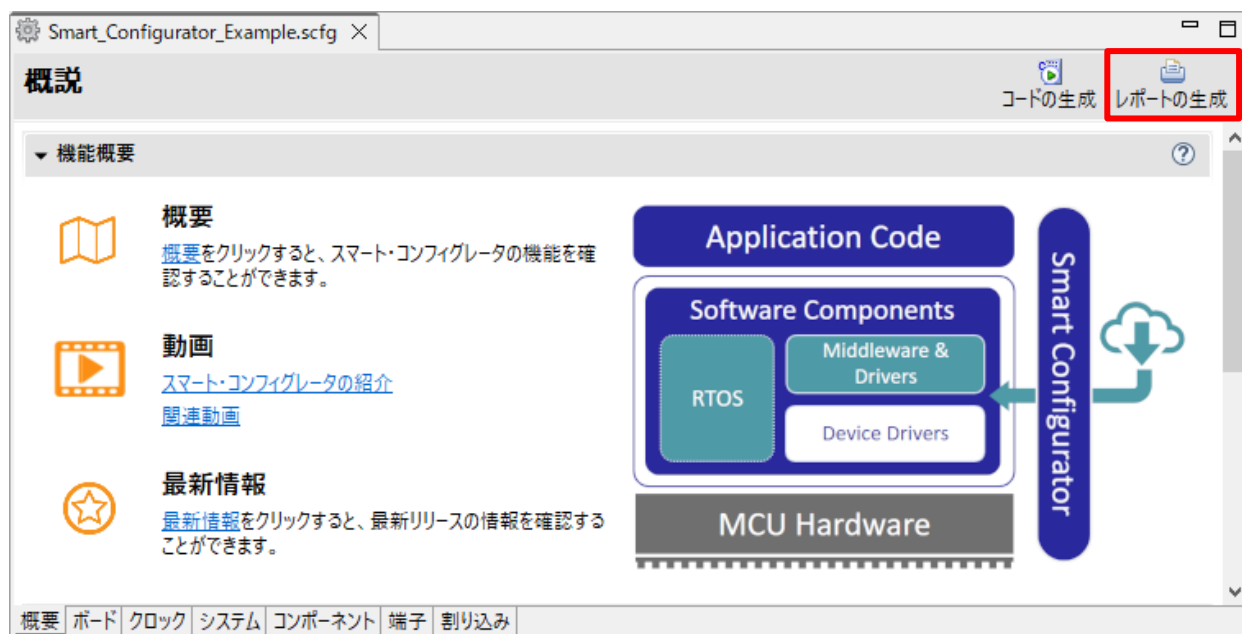 Smart_Configurator_Example.scfg
概説
コードの生成
レポートの生成
機能概要
概要
概要をクリックすると、スマート・コンフィグレータの機能を確
認することができます。
動画
スマート・コンフィグレータの紹介
関連動画
最新情報
最新情報をクリックすると、最新リリースの情報を確認する
ことができます。
Application Code
Software Components
RTOS
Middleware &
Drivers
Device Drivers
MCU Hardware
Smart Configurator
概要 ボード クロック システム コンポーネント 端子 割り込み